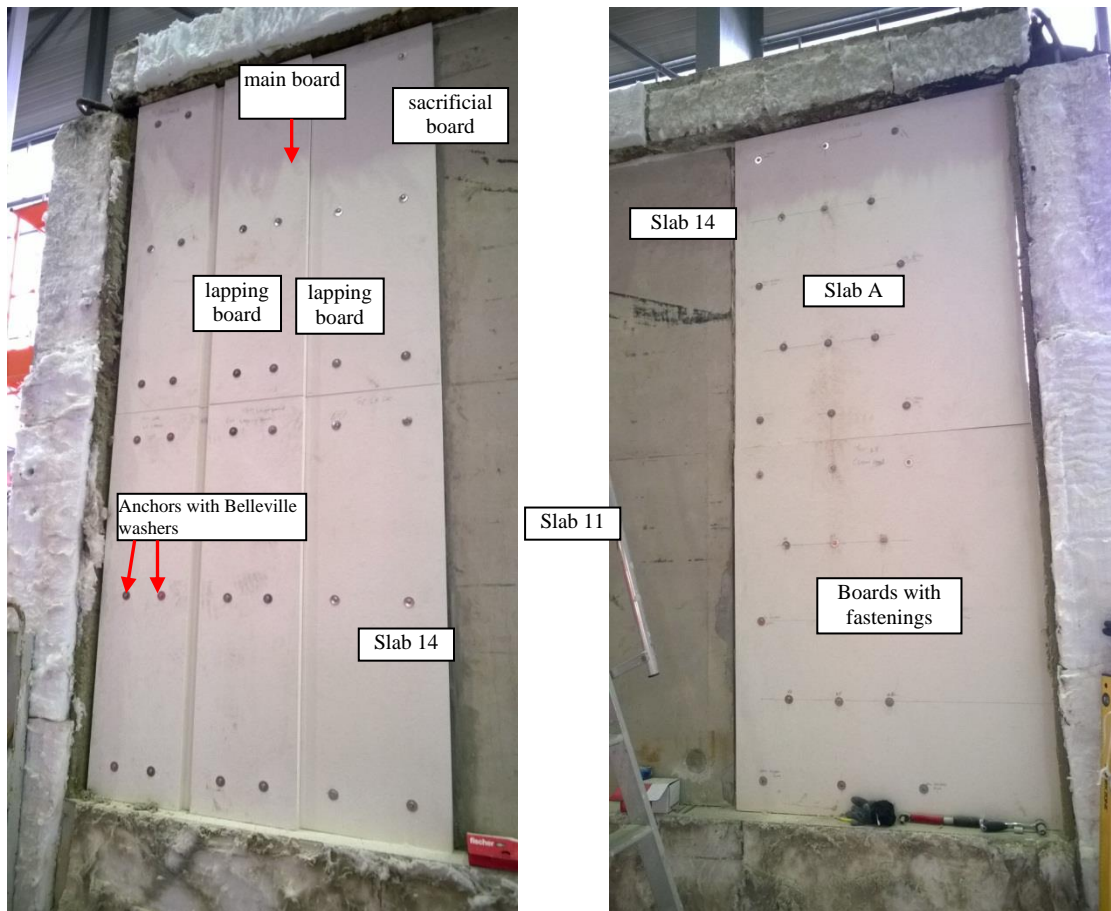 main board
sacrificial
board
lapping
board
lapping
board
Anchors with Belleville
washers
Slab 14
fischer
Slab 11
Slab 14
Slab A
Boards with
fastenings